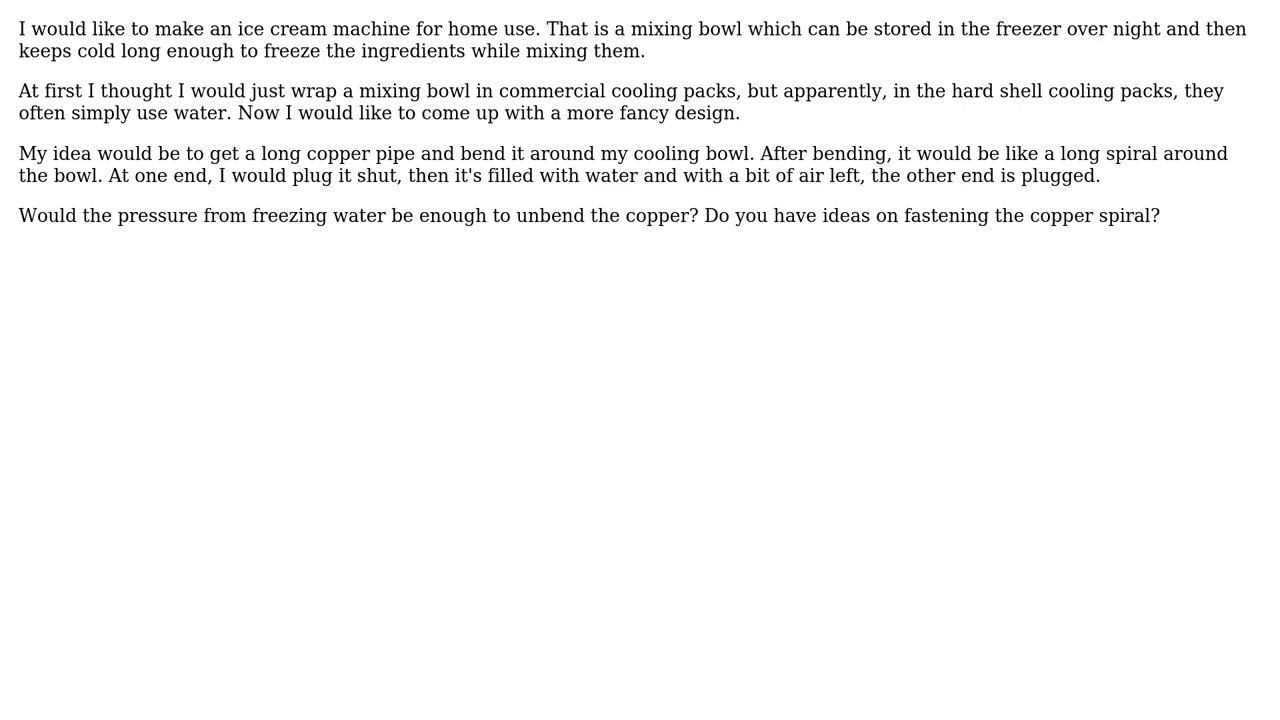 I would like to make an ice cream machine for home use. That is a mixing bowl which can be stored in the freezer over night and then
keeps cold long enough to freeze the ingredients while mixing them.
At first I thought I would just wrap a mixing bowl in commercial cooling packs, but apparently, in the hard shell cooling packs, they
often simply use water. Now I would like to come up with a more fancy design.
My idea would be to get a long copper pipe and bend it around my cooling bowl. After bending, it would be like a long spiral around
the bowl. At one end, I would plug it shut, then it's filled with water and with a bit of air left, the other end is plugged.
Would the pressure from freezing water be enough to unbend the copper? Do you have ideas on fastening the copper spiral?